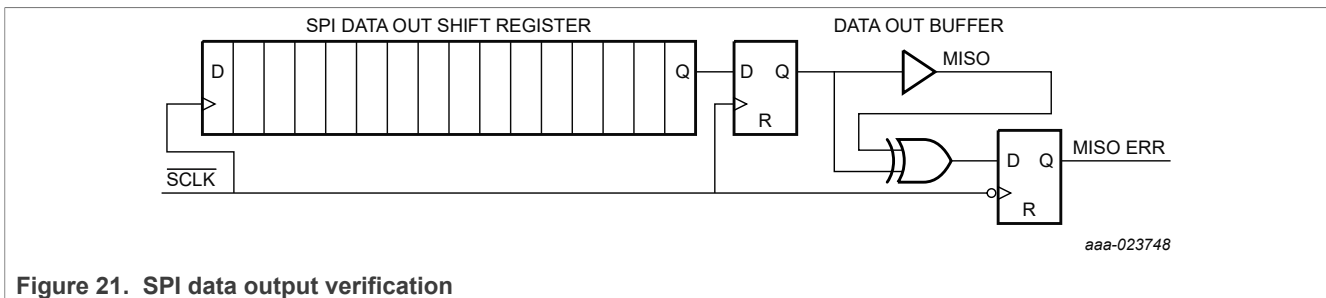 SPI DATA OUT SHIFT REGISTER
DATA OUT BUFFER
D
Q
D Q
R
MISO
D Q
R
MISO ERR
SCLK
aaa-023748
Figure 21. SPI data output verification